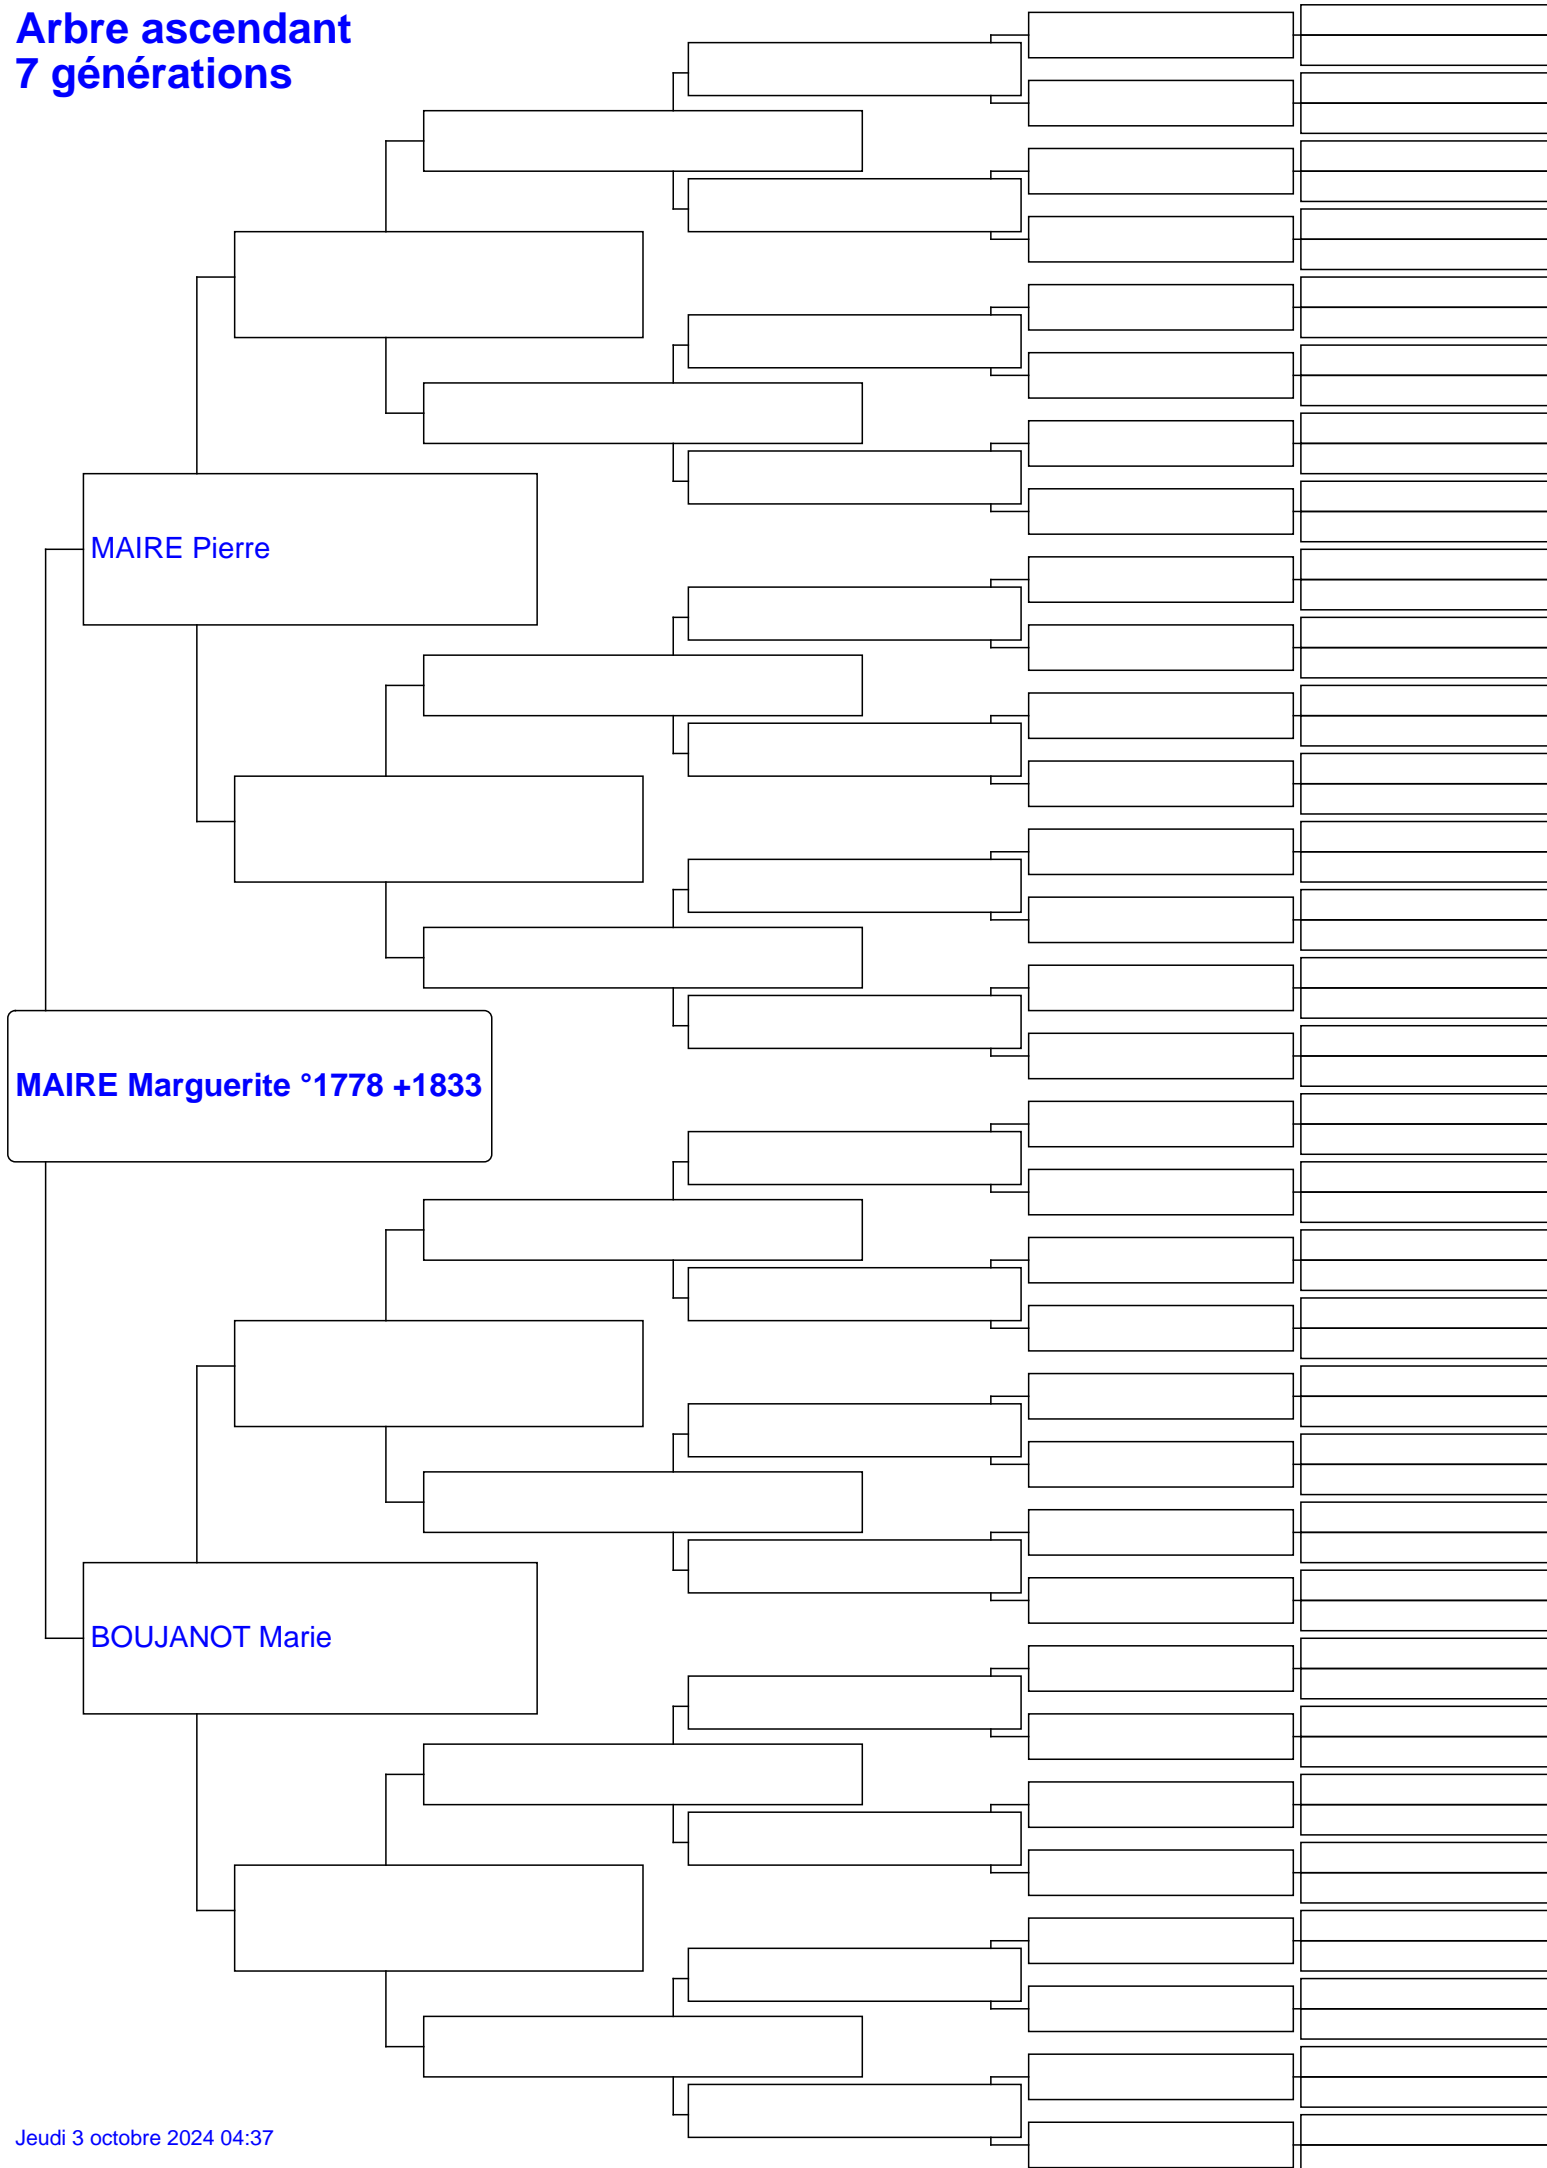 Arbre ascendant
7 générations
MAIRE Pierre
MAIRE Marguerite °1778 +1833
BOUJANOT Marie
Jeudi 3 octobre 2024 04:37